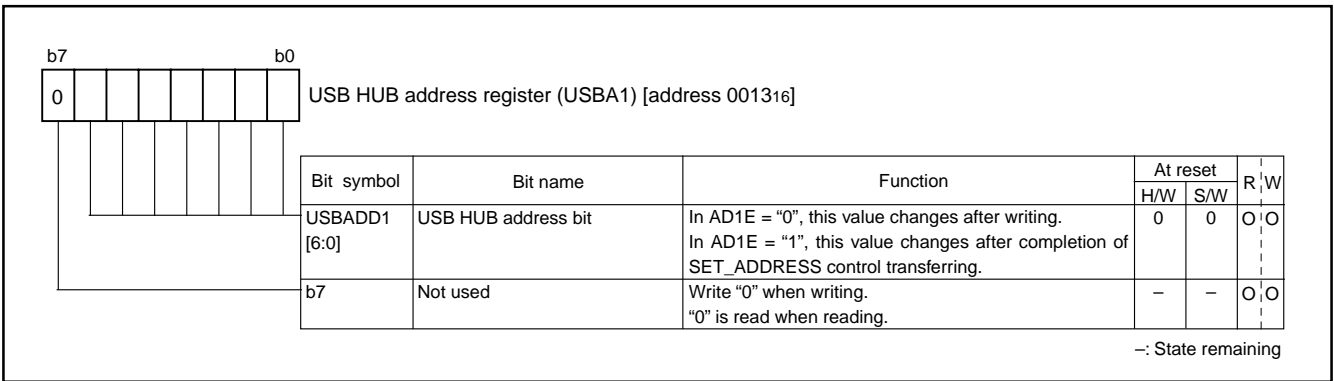 b7 b0
0 USB HUB address register (USBA1) [address 001316]
Bit symbol Bit name Function At reset R W
H/W S/W
USBADD1 USB HUB address bit In AD1E = “0”, this value changes after writing. 0 0 O O
[6:0] In AD1E = “1”, this value changes after completion of
SET_ADDRESS control transferring.
b7 Not used Write “0” when writing. – – O O
“0” is read when reading.
–: State remaining